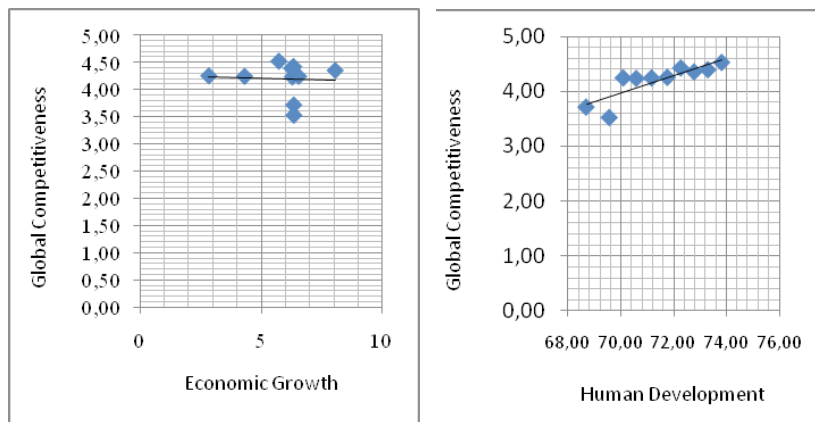 5,00
4,50
4,00
3,50
3,00
2,50
2,00
1,50
1,00
0,50
0,00
Global Competitiveness
0 5 10
Economic Growth
5,00
4,00
3,00
2,00
1,00
0,00
Global Competitiveness
68,00 70,00 72,00 74,00 76,00
Human Development